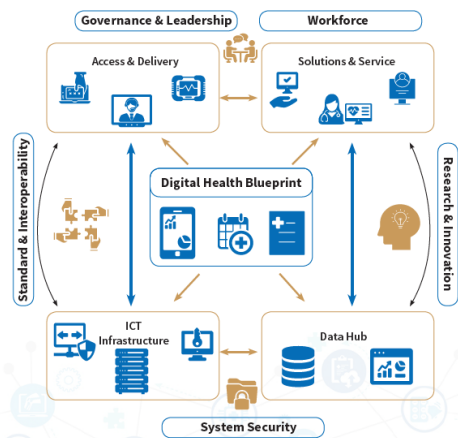 Governance & Leadership
Workforce
Access & Delivery
Solutions & Service
Standard & Interoperability
Digital Health Blueprint
Research & Innovation
ICT
Infrastructure
Data Hub
System Security